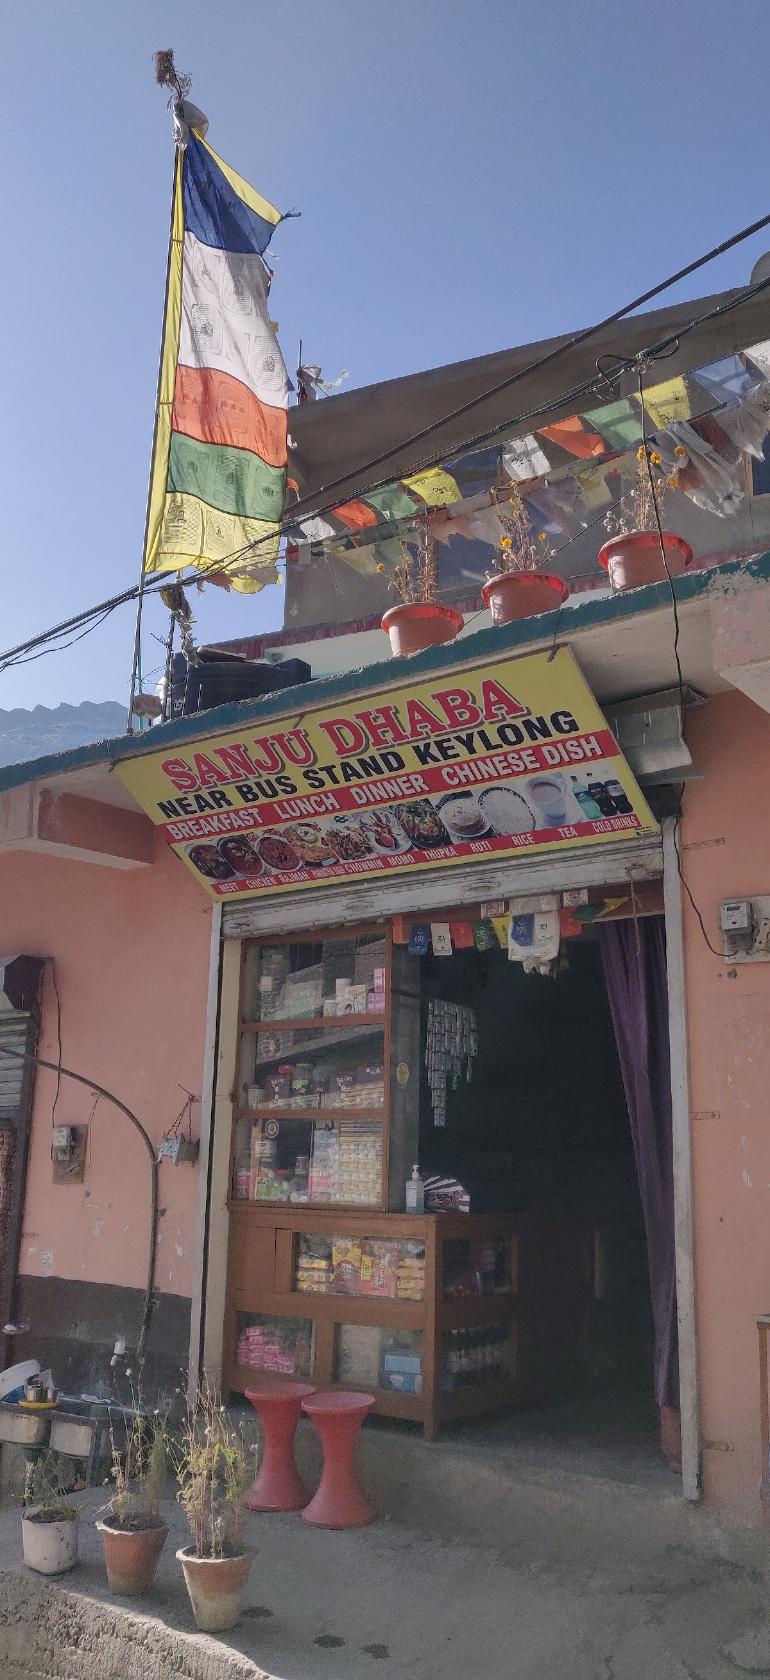 SANJU DHABA
NEAR BUS STAND KEYLONG
BREAKFAST LUNCH DINNER CHINESE DISH
MEET CHICKEN RAJMAH PARATHA CHOWMIN MOMO THUPKA ROTI RICE TEA COLD DRINKS